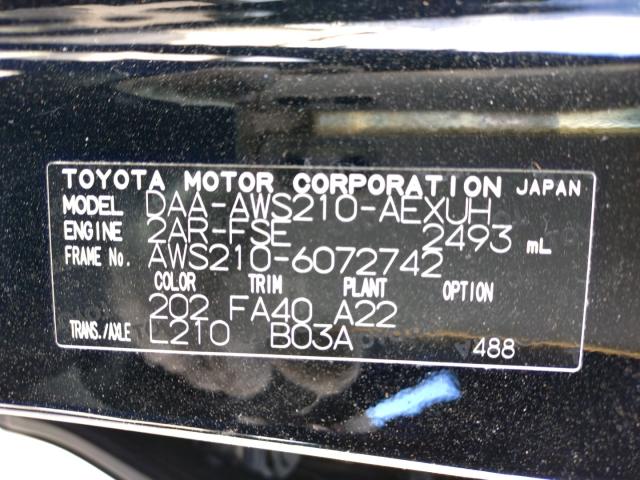 TOYOTA MOTOR CORPORATION JAPAN
MODEL DAA-AWS210-AEXUH
ENGINE 2AR-FSE 2493 mL
FRAME No. AWS210-6072742
COLOR TRIM PLANT OPTION
202 FA40 A22
TRANS./AXLE L210 B03A
488